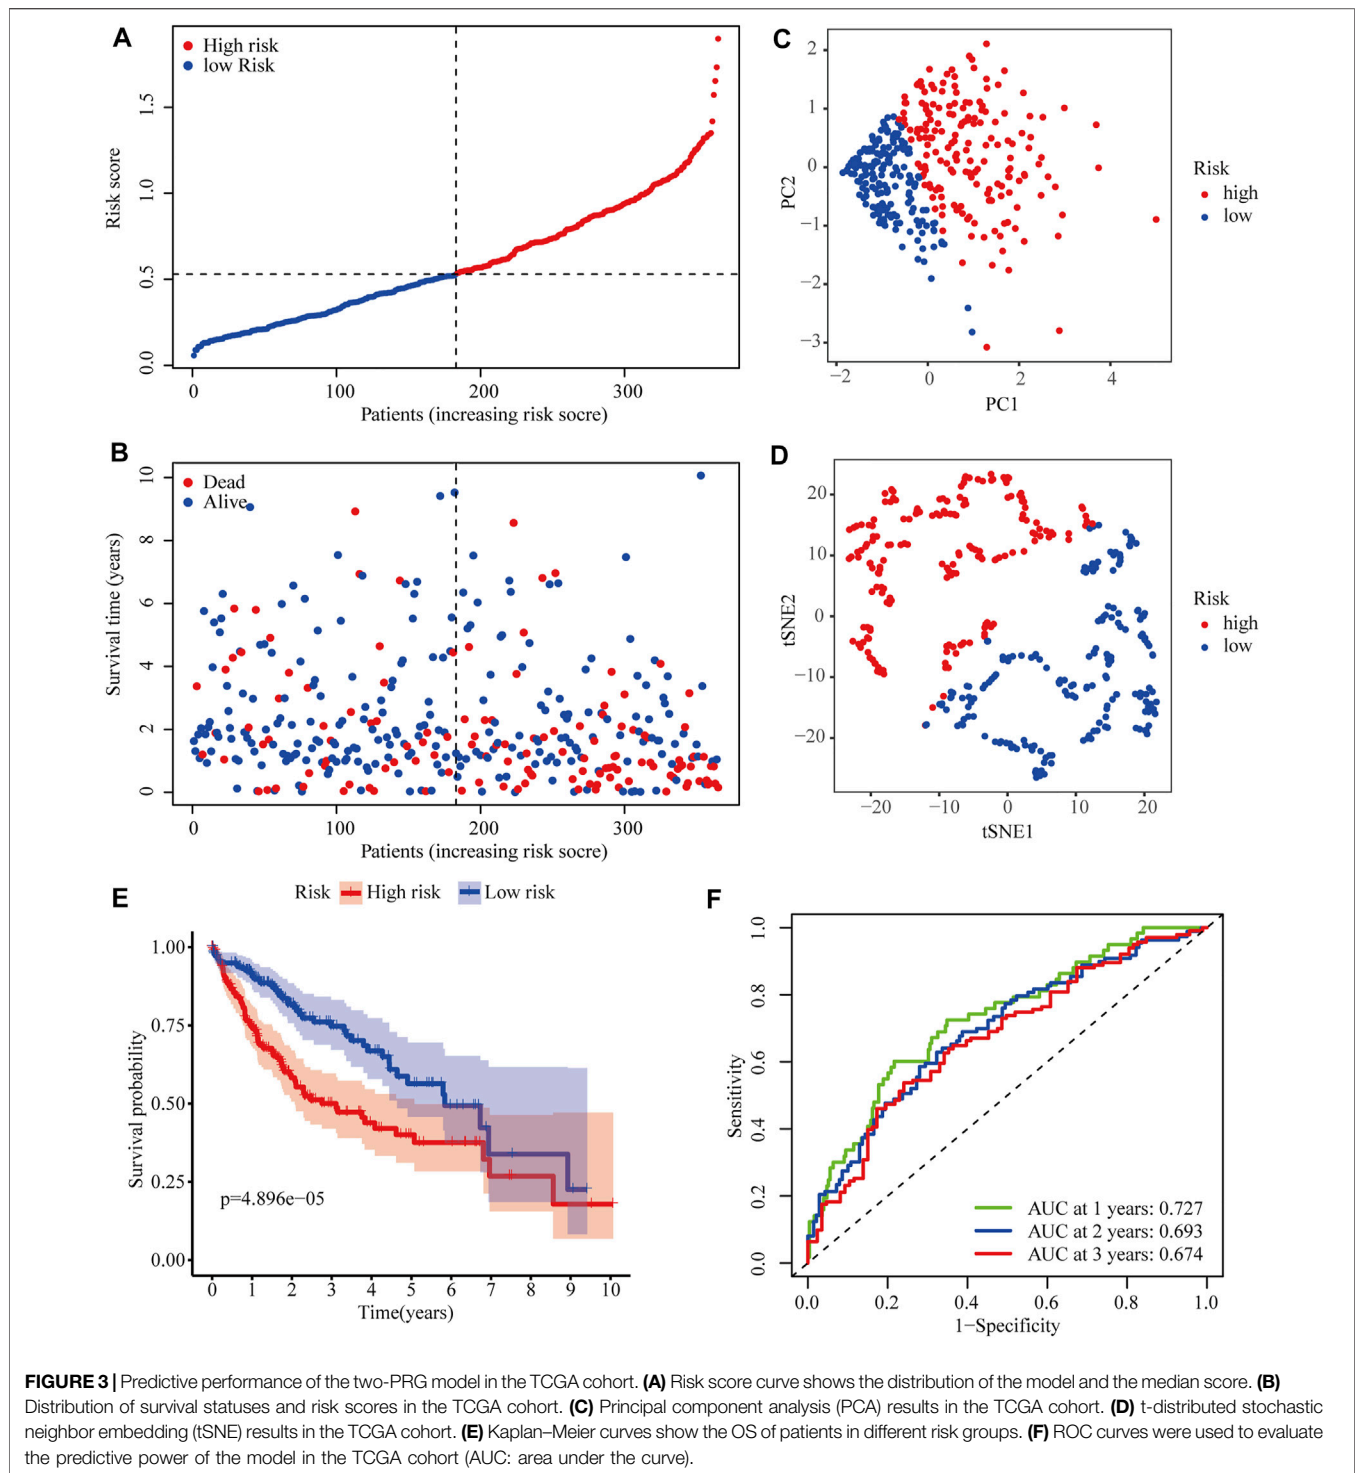 A
High risk
low Risk
Risk score
0.0
0.5
1.0
1.5
0
100
200
300
Patients (increasing risk socre)
C
PC2
2
1
0
−1
−2
−3
−2
0
2
4
PC1
Risk
high
low
B
Dead
Alive
Survival time (years)
10
8
6
4
2
0
0
100
200
300
Patients (increasing risk socre)
D
tSNE2
20
10
0
−10
−20
−20
−10
0
10
20
tSNE1
Risk
high
low
E
Risk High risk Low risk
Survival probability
1.00
0.75
0.50
0.25
0.00
p=4.896e−05
0 1 2 3 4 5 6 7 8 9 10
Time(years)
F
Sensitivity
1.0
0.8
0.6
0.4
0.2
0.0
AUC at 1 years: 0.727
AUC at 2 years: 0.693
AUC at 3 years: 0.674
0.0 0.2 0.4 0.6 0.8 1.0
1−Specificity
FIGURE 3 | Predictive performance of the two-PRG model in the TCGA cohort. (A) Risk score curve shows the distribution of the model and the median score. (B)
Distribution of survival statuses and risk scores in the TCGA cohort. (C) Principal component analysis (PCA) results in the TCGA cohort. (D) t-distributed stochastic
neighbor embedding (tSNE) results in the TCGA cohort. (E) Kaplan–Meier curves show the OS of patients in different risk groups. (F) ROC curves were used to evaluate
the predictive power of the model in the TCGA cohort (AUC: area under the curve).